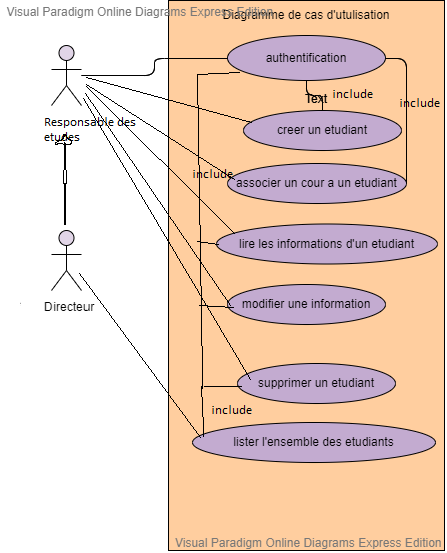 Visual Paradigm Online Diagrams Express Edition
Diagramme de cas d'utulisation
authentification
include
Text
include
creer un etudiant
Responsable des
etudes
include
associer un cour a un etudiant
lire les informations d'un etudiant
Directeur
modifier une information
supprimer un etudiant
include
lister l'ensemble des etudiants
Visual Paradigm Online Diagrams Express Edition